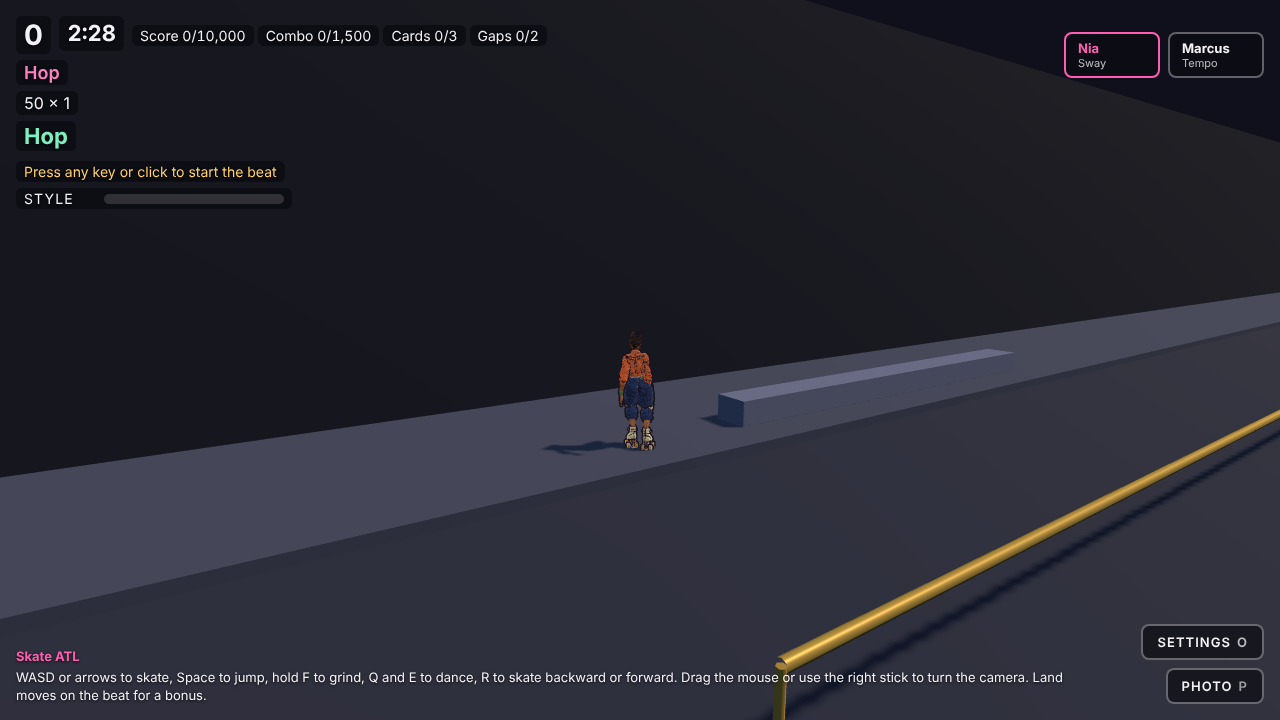 0 2:28 Score 0/10,000 Combo 0/1,500 Cards 0/3 Gaps 0/2
Nia
Sway
Marcus
Tempo
Hop
50 × 1
Hop
Press any key or click to start the beat
STYLE
SETTINGS O
PHOTO P
Skate ATL
WASD or arrows to skate, Space to jump, hold F to grind, Q and E to dance, R to skate backward or forward. Drag the mouse or use the right stick to turn the camera. Land
moves on the beat for a bonus.